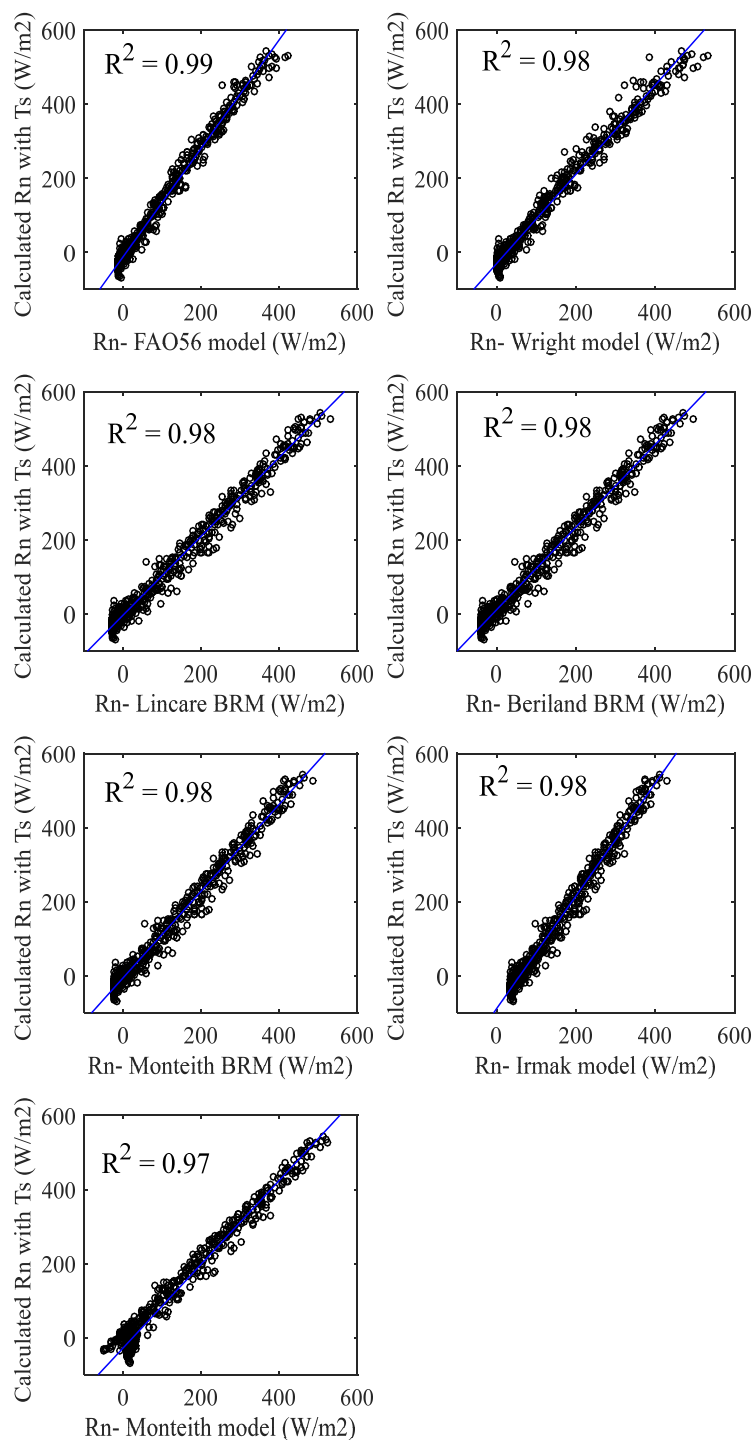 R2 = 0.99
Calculated Rn with Ts (W/m2)
600
400
200
0
0 200 400 600
Rn- FAO56 model (W/m2)
R2 = 0.98
Calculated Rn with Ts (W/m2)
600
400
200
0
0 200 400 600
Rn- Wright model (W/m2)
R2 = 0.98
Calculated Rn with Ts (W/m2)
600
400
200
0
0 200 400 600
Rn- Lincare BRM (W/m2)
R2 = 0.98
Calculated Rn with Ts (W/m2)
600
400
200
0
0 200 400 600
Rn- Beriland BRM (W/m2)
R2 = 0.98
Calculated Rn with Ts (W/m2)
600
400
200
0
0 200 400 600
Rn- Monteith BRM (W/m2)
R2 = 0.98
Calculated Rn with Ts (W/m2)
600
400
200
0
0 200 400 600
Rn- Irmak model (W/m2)
R2 = 0.97
Calculated Rn with Ts (W/m2)
600
400
200
0
0 200 400 600
Rn- Monteith model (W/m2)